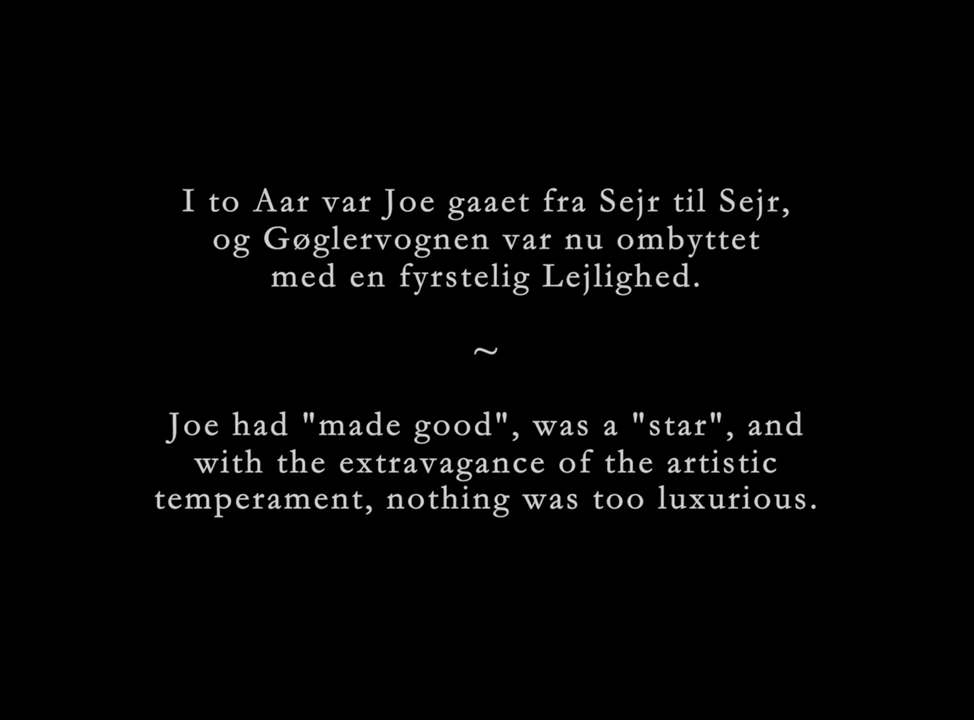 I to Aar var Joe gaaet fra Sejr til Sejr,
og Gøglervognen var nu ombyttet
med en fyrstelig Lejlighed.
~
Joe had "made good", was a "star", and
with the extravagance of the artistic
temperament, nothing was too luxurious.